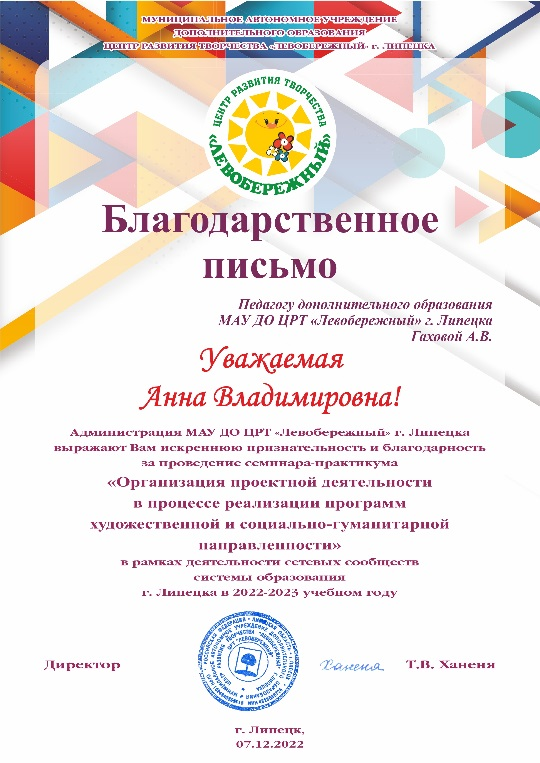 МУНИЦИПАЛЬНОЕ АВТОНОМНОЕ УЧРЕЖДЕНИЕ
ДОПОЛНИТЕЛЬНОГО ОБРАЗОВАНИЯ
ЦЕНТР РАЗВИТИЯ ТВОРЧЕСТВА «ЛЕВОБЕРЕЖНЫЙ» г. ЛИПЕЦКА
ЦЕНТР РАЗВИТИЯ ТВОРЧЕСТВА
«ЛЕВОБЕРЕЖНЫЙ»
Благодарственное
письмо
Педагогу дополнительного образования
МАУ ДО ЦРТ «Левобережный» г. Липецка
Гаховой А.В.
Уважаемая
Анна Владимировна!
Администрация МАУ ДО ЦРТ «Левобережный» г. Липецка
выражают Вам искреннюю признательность и благодарность
за проведение семинара-практикума
«Организация проектной деятельности
в процессе реализации программ
художественной и социально-гуманитарной
направленности»
в рамках деятельности сетевых сообществ
системы образования
г. Липецка в 2022-2023 учебном году
Директор Ханеня Т.В. Ханеня
г. Липецк,
07.12.2022